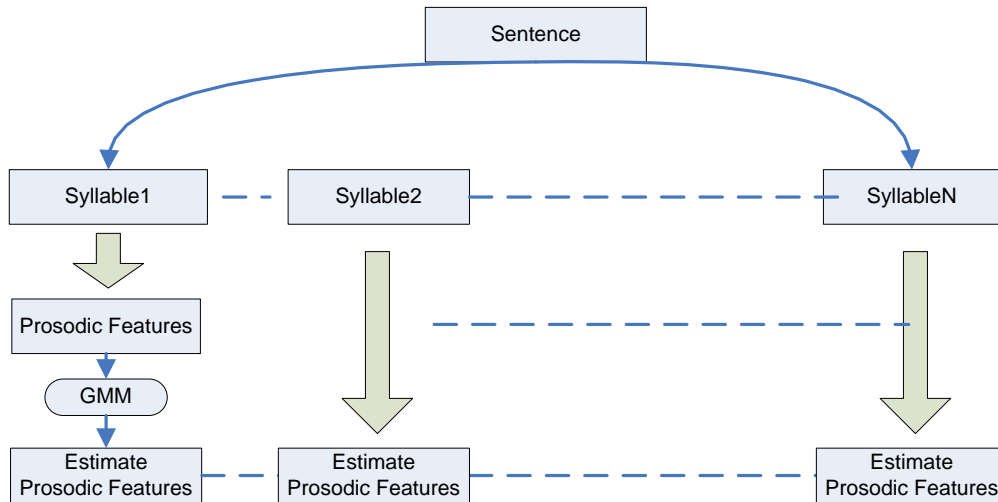 Sentence
Syllable1
Syllable2
SyllableN
Prosodic Features
GMM
Estimate
Prosodic Features
Estimate
Prosodic Features
Estimate
Prosodic Features